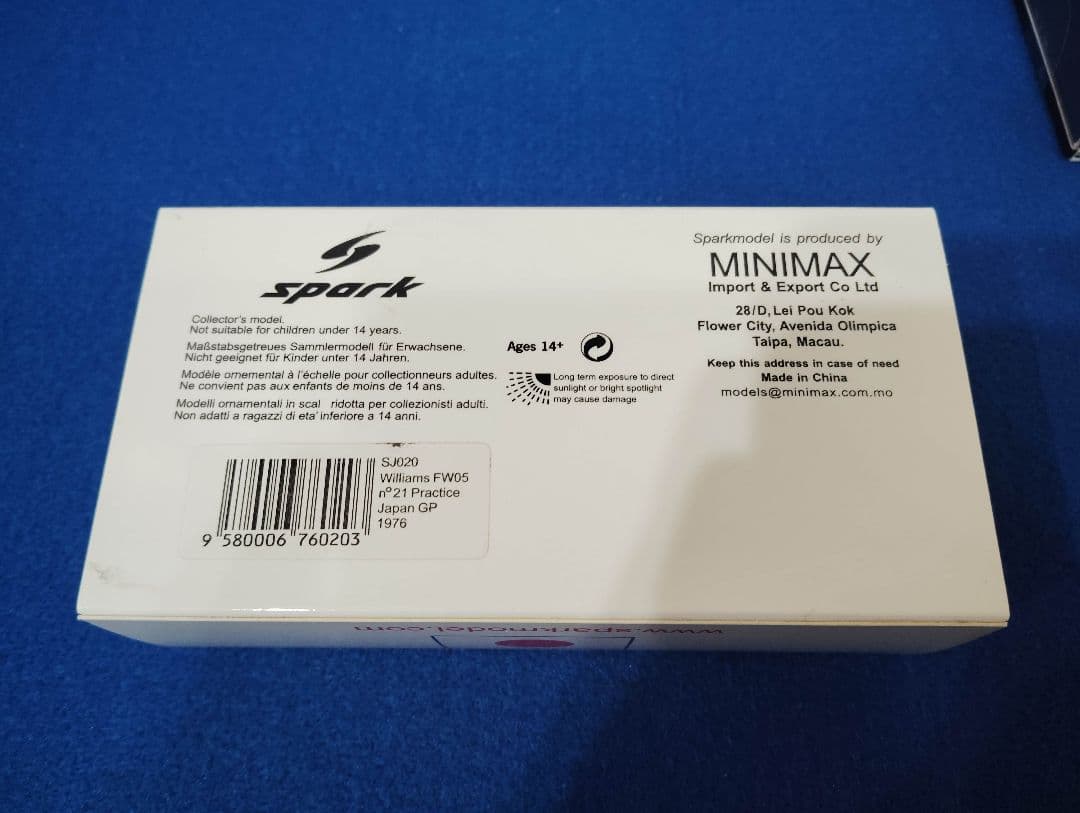 spark
Collector's model.
Not suitable for children under 14 years.
Maßstabsgetreues Sammlermodell für Erwachsene.
Nicht geeignet für Kinder unter 14 Jahren.
Modèle ornemental à l'échelle pour collectionneurs adultes.
Ne convient pas aux enfants de moins de 14 ans.
Modelli ornamentali in scal ridotta per collezionisti adulti.
Non adatti a ragazzi di eta' inferiore a 14 anni.
Ages 14+
Long term exposure to direct
sunlight or bright spotlight
may cause damage
Sparkmodel is produced by
MINIMAX
Import & Export Co Ltd
28/D, Lei Pou Kok
Flower City, Avenida Olimpica
Taipa, Macau.
Keep this address in case of need
Made in China
models@minimax.com.mo
SJ020
Williams FW05
nº21 Practice
Japan GP
1976
9 580006 760203
www.sparkmodel.com